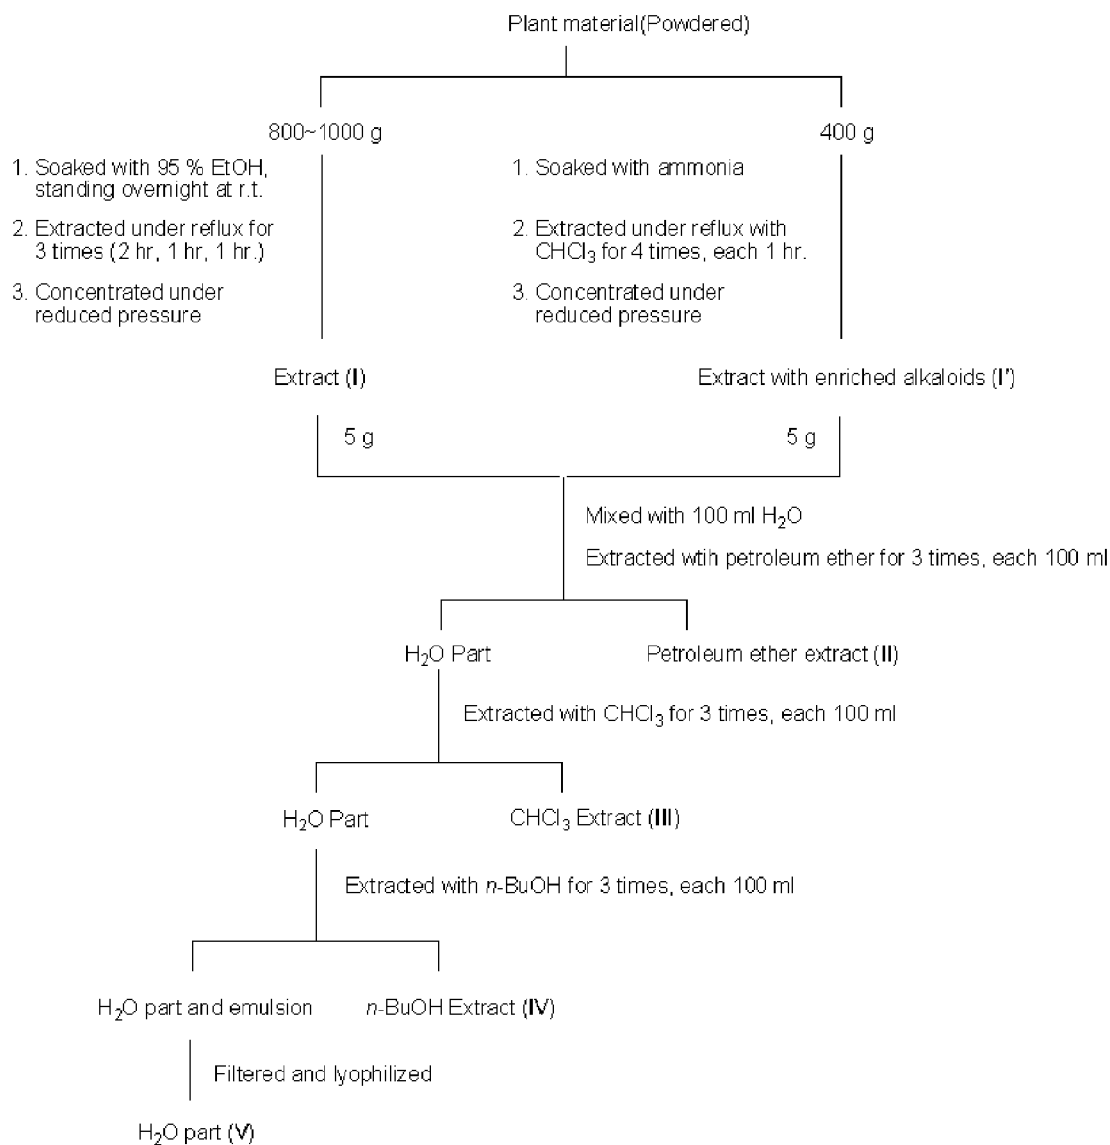 Plant material(Powdered)
800~1000 g
400 g
1. Soaked with 95 % EtOH,
standing overnight at r.t.
2. Extracted under reflux for
3 times (2 hr, 1 hr, 1 hr.)
3. Concentrated under
reduced pressure
1. Soaked with ammonia
2. Extracted under reflux with
CHCl₃ for 4 times, each 1 hr.
3. Concentrated under
reduced pressure
Extract (I)
Extract with enriched alkaloids (I')
5 g
5 g
Mixed with 100 ml H₂O
Extracted wtih petroleum ether for 3 times, each 100 ml
H₂O Part
Petroleum ether extract (II)
Extracted with CHCl₃ for 3 times, each 100 ml
H₂O Part
CHCl₃ Extract (III)
Extracted with n-BuOH for 3 times, each 100 ml
H₂O part and emulsion
n-BuOH Extract (IV)
Filtered and lyophilized
H₂O part (V)